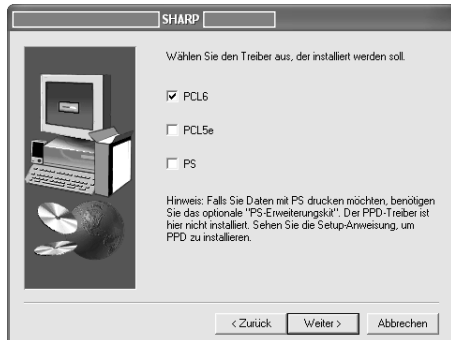 SHARP
Wählen Sie den Treiber aus, der installiert werden soll.
PCL6
PCL5e
PS
Hinweis: Falls Sie Daten mit PS drucken möchten, benötigen
Sie das optionale "PS-Erweiterungskit". Der PPD-Treiber ist
hier nicht installiert. Sehen Sie die Setup-Anweisung, um
PPD zu installieren.
< Zurück Weiter > Abbrechen